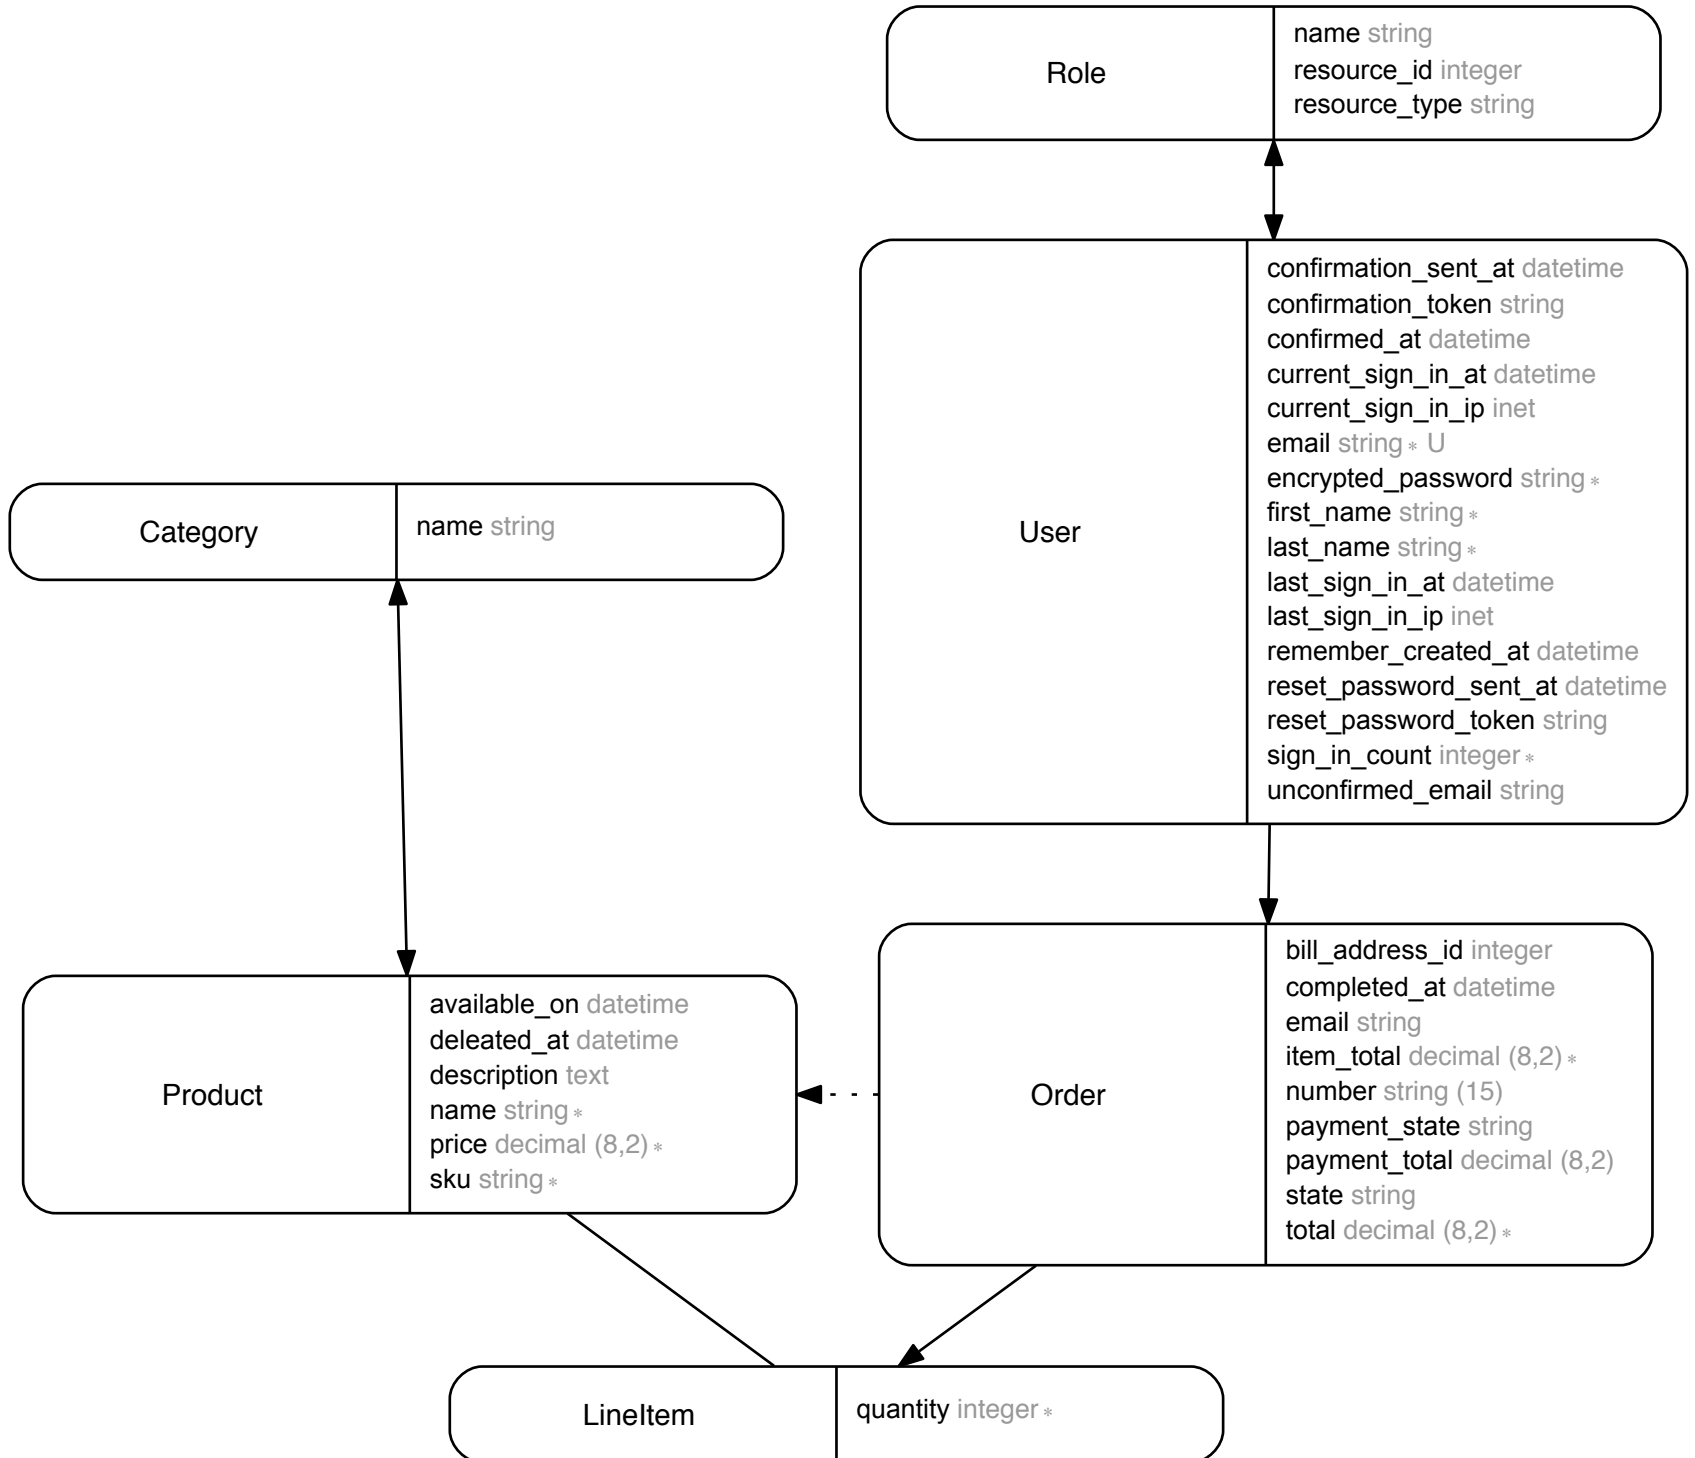 Role
name string
resource_id integer
resource_type string
User
confirmation_sent_at datetime
confirmation_token string
confirmed_at datetime
current_sign_in_at datetime
current_sign_in_ip inet
email string * U
encrypted_password string *
first_name string *
last_name string *
last_sign_in_at datetime
last_sign_in_ip inet
remember_created_at datetime
reset_password_sent_at datetime
reset_password_token string
sign_in_count integer *
unconfirmed_email string
Category
name string
Product
available_on datetime
deleated_at datetime
description text
name string *
price decimal (8,2) *
sku string *
Order
bill_address_id integer
completed_at datetime
email string
item_total decimal (8,2) *
number string (15)
payment_state string
payment_total decimal (8,2)
state string
total decimal (8,2) *
LineItem
quantity integer *